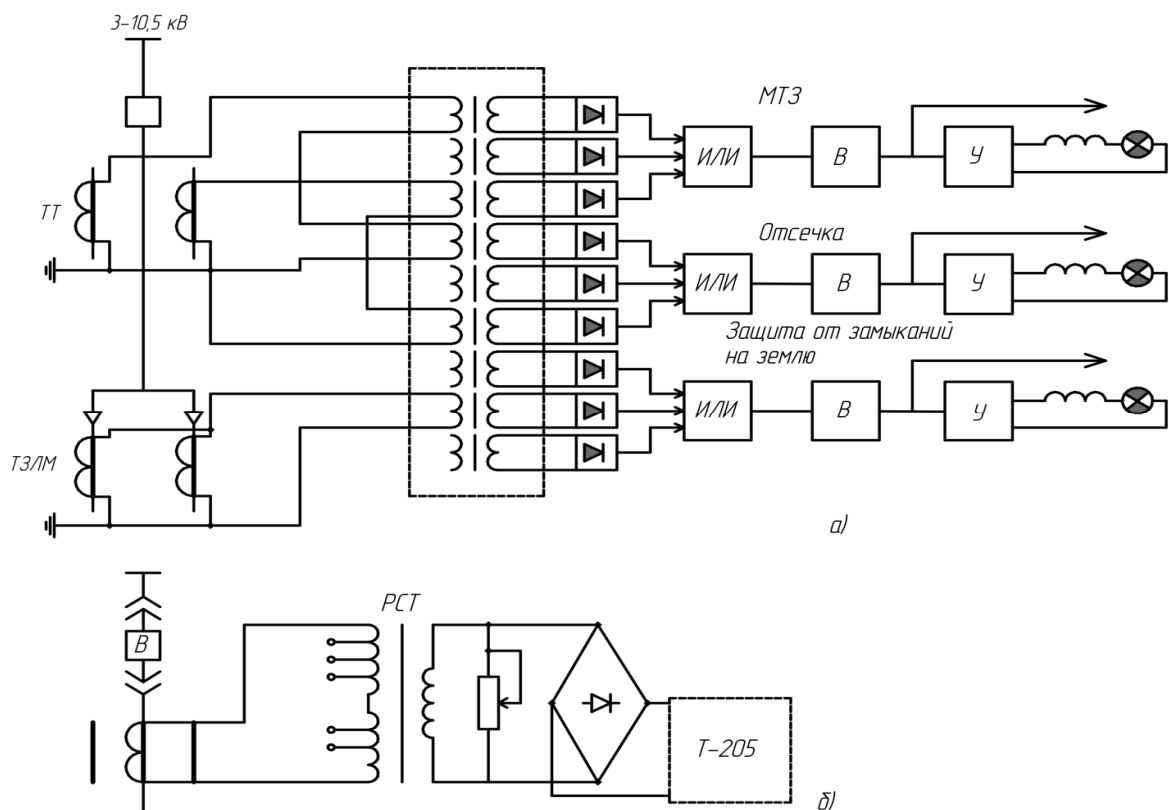 3-10,5 кВ
МТЗ
ИЛИ
В
У
ТТ
Отсечка
ИЛИ
В
У
Защита от замыканий
на землю
ИЛИ
В
У
ТЗЛМ
а)
РСТ
В
Т-205
б)